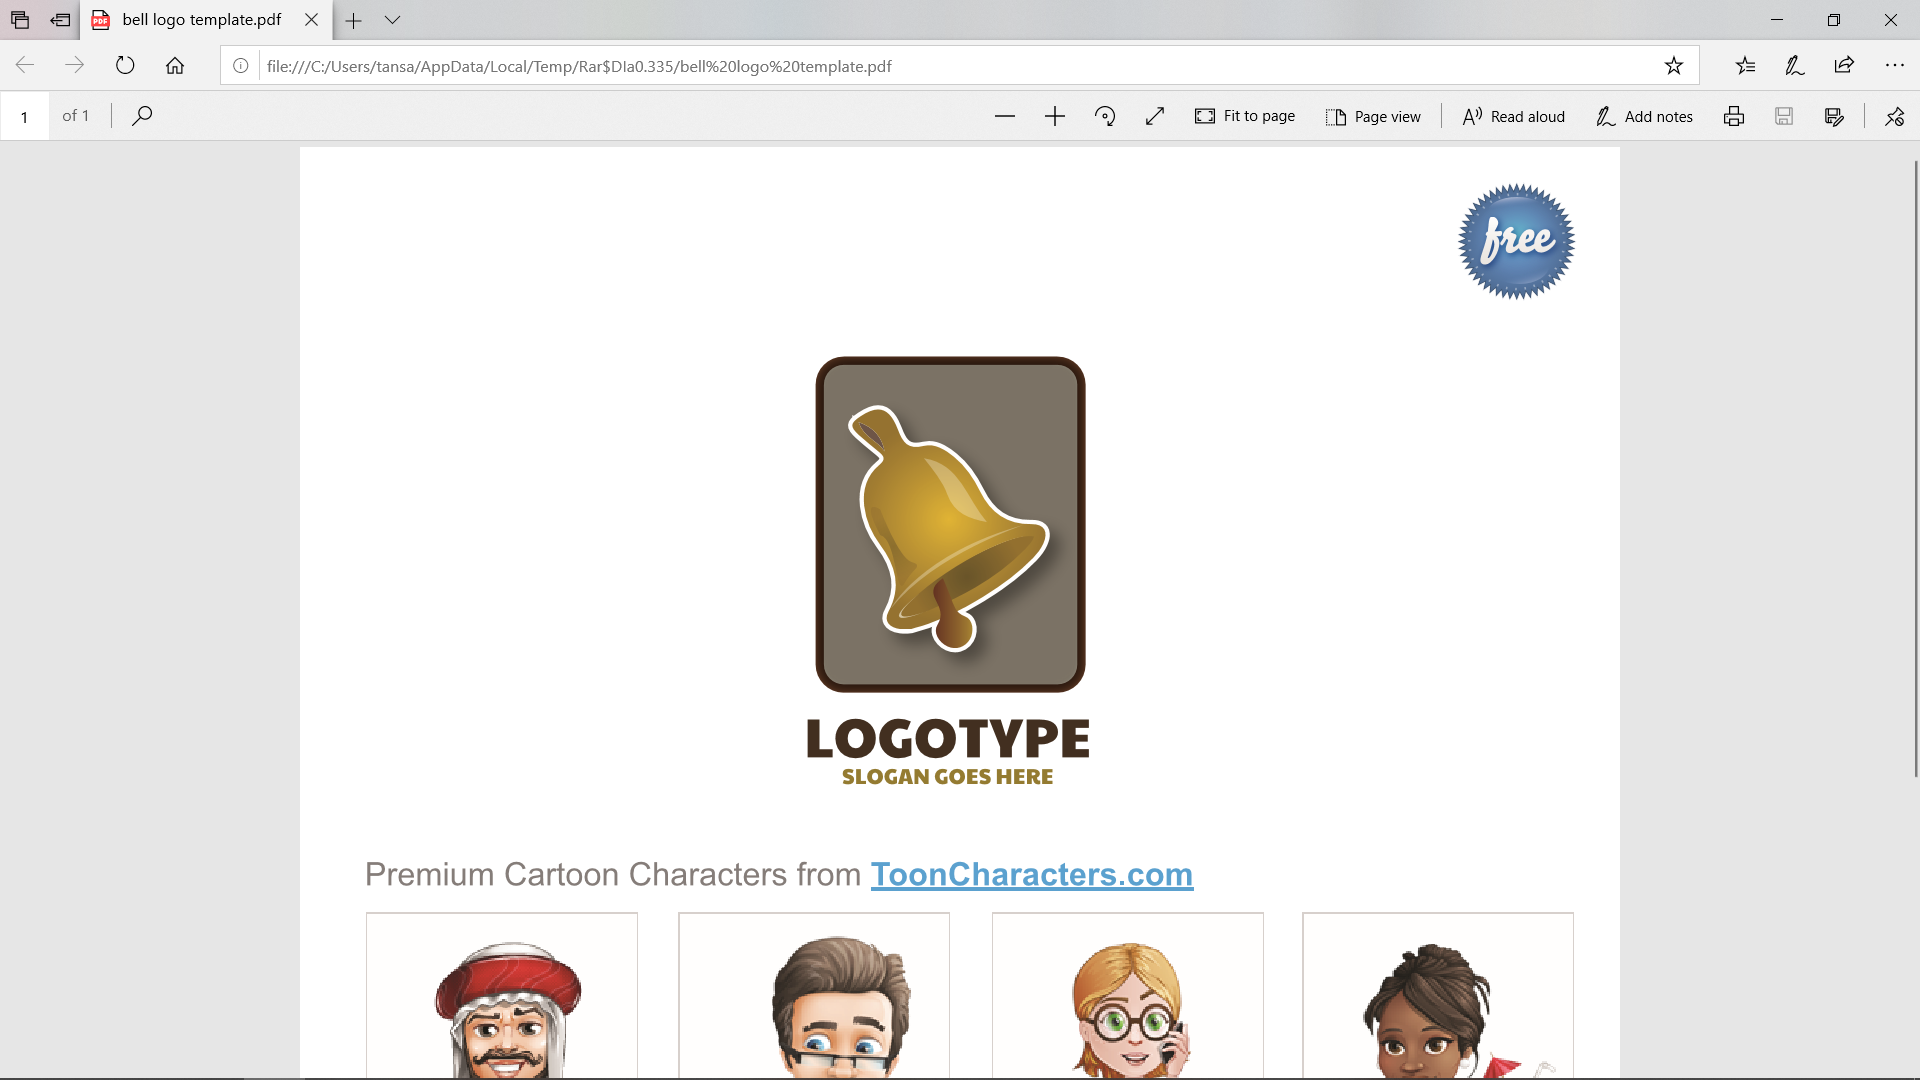 bell logo template.pdf
file:///C:/Users/tansa/AppData/Local/Temp/Rar$DIa0.335/bell%20logo%20template.pdf
1 of 1
Fit to page
Page view
Read aloud
Add notes
free
LOGOTYPE
SLOGAN GOES HERE
Premium Cartoon Characters from ToonCharacters.com